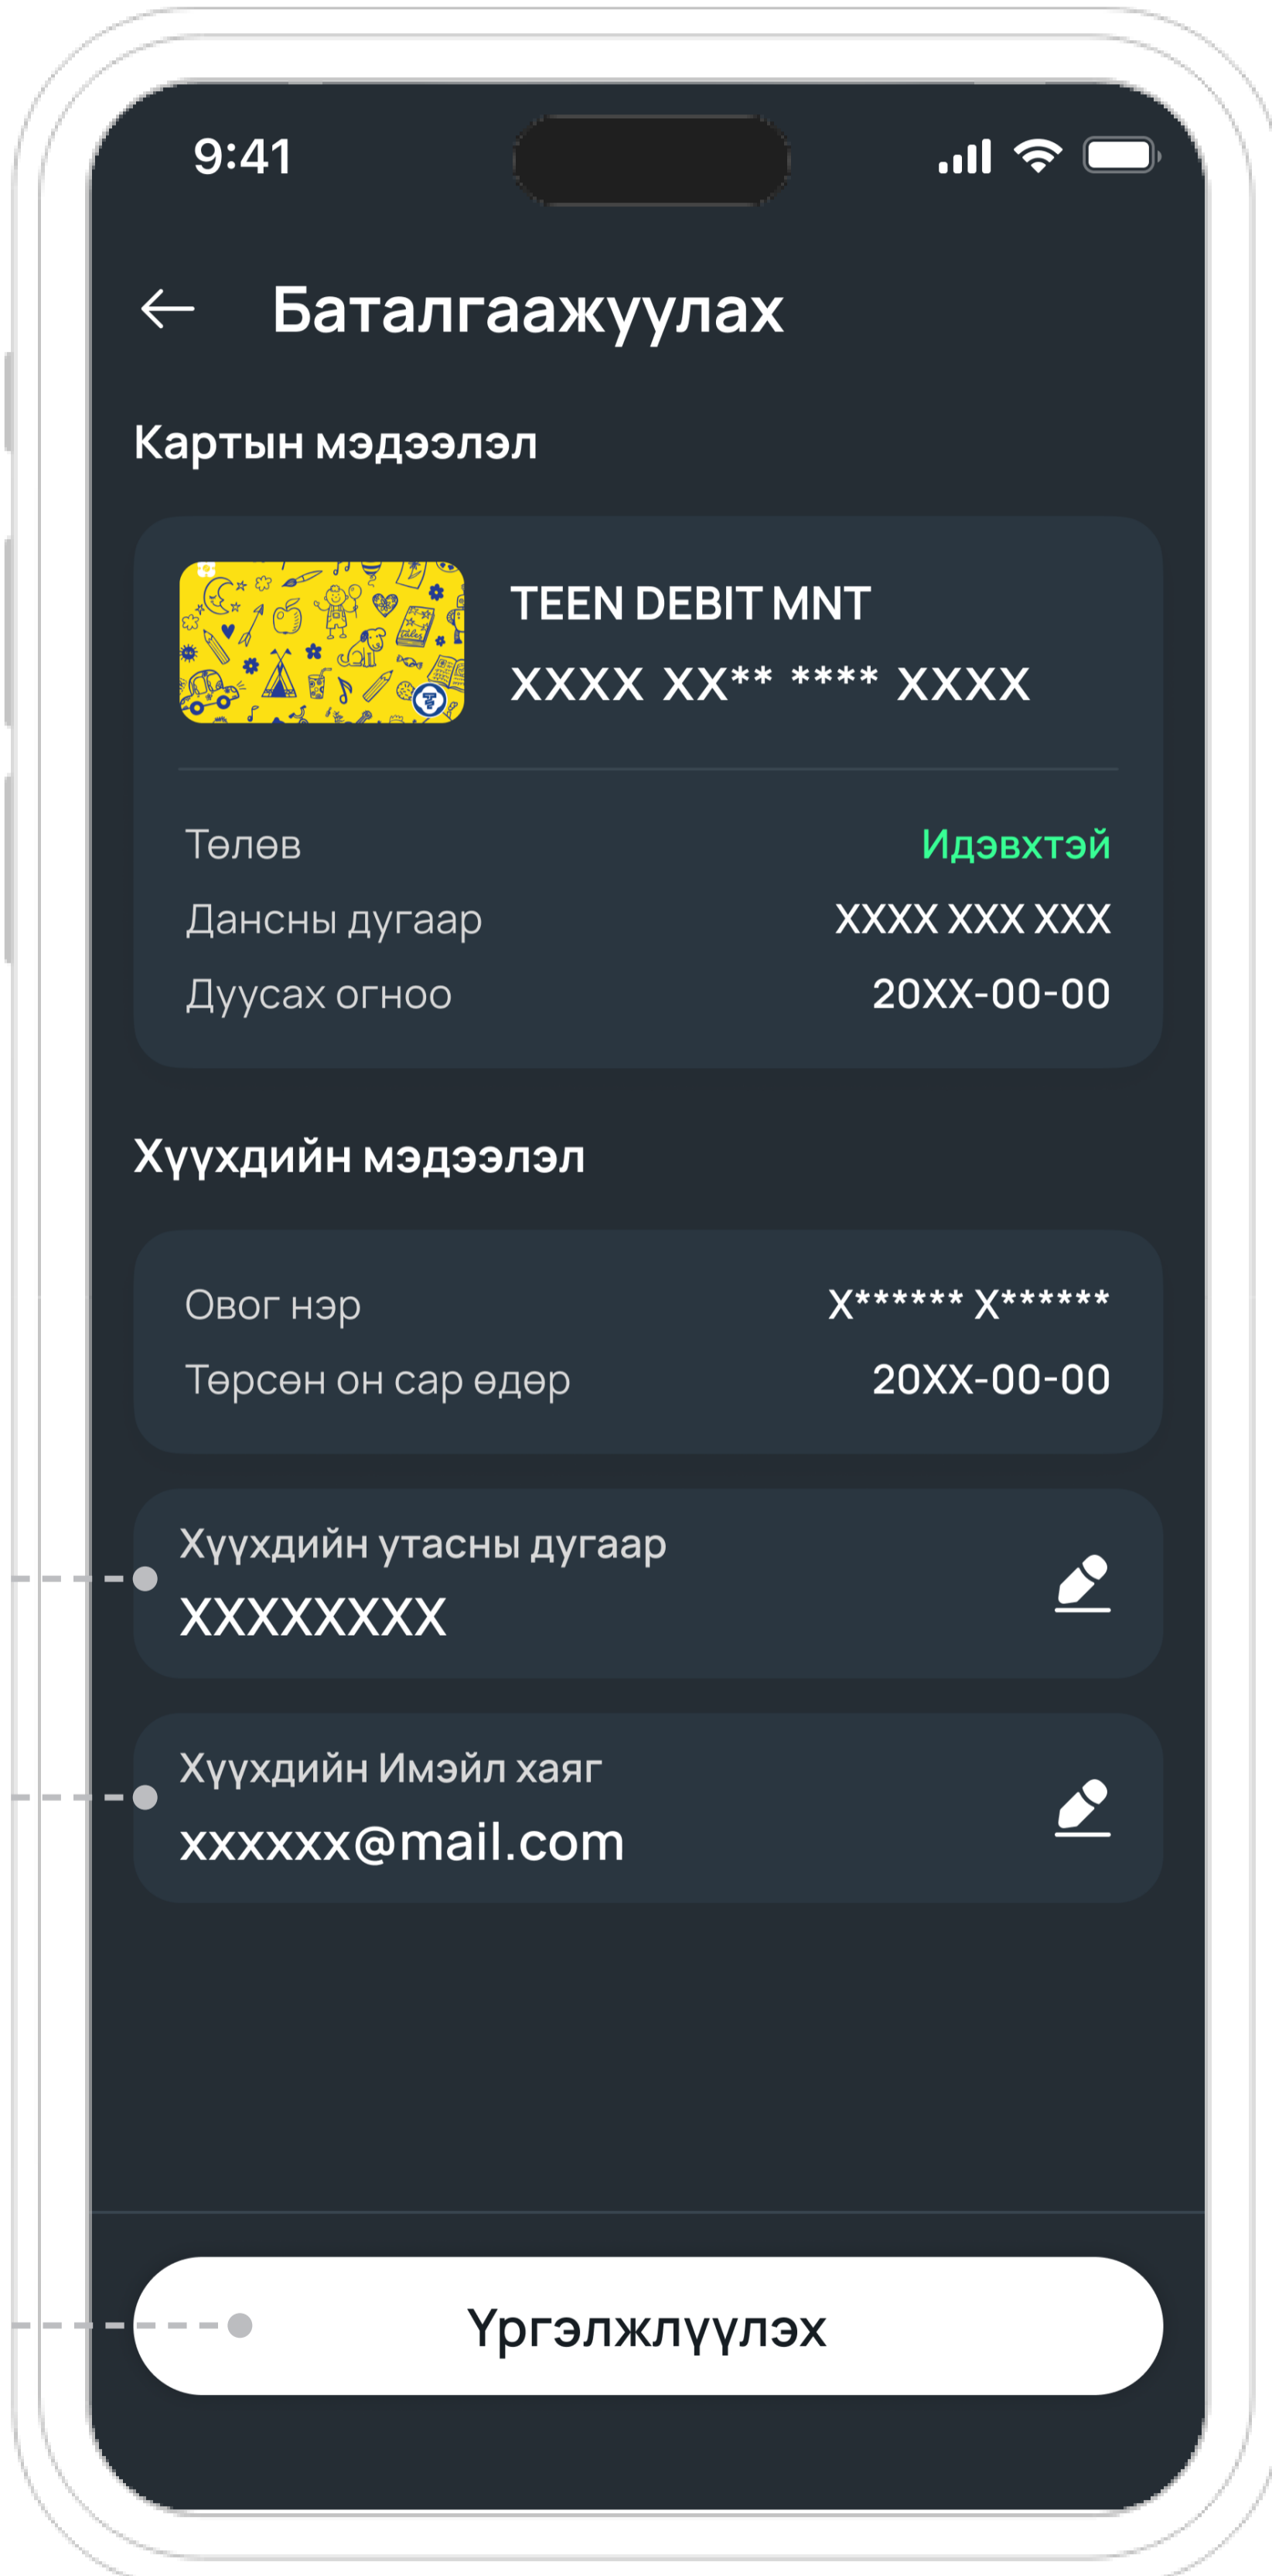 9:41
Баталгаажуулах
Картын мэдээлэл
TEEN DEBIT MNT
XXXX XX** **** XXXX
Төлөв Идэвхтэй
Дансны дугаар XXXX XXX XXX
Дуусах огноо 20XX-00-00
Хүүхдийн мэдээлэл
Овог нэр X****** X******
Төрсөн он сар өдөр 20XX-00-00
Хүүхдийн утасны дугаар
XXXXXXXX
Хүүхдийн Имэйл хаяг
xxxxxx@mail.com
Үргэлжлүүлэх